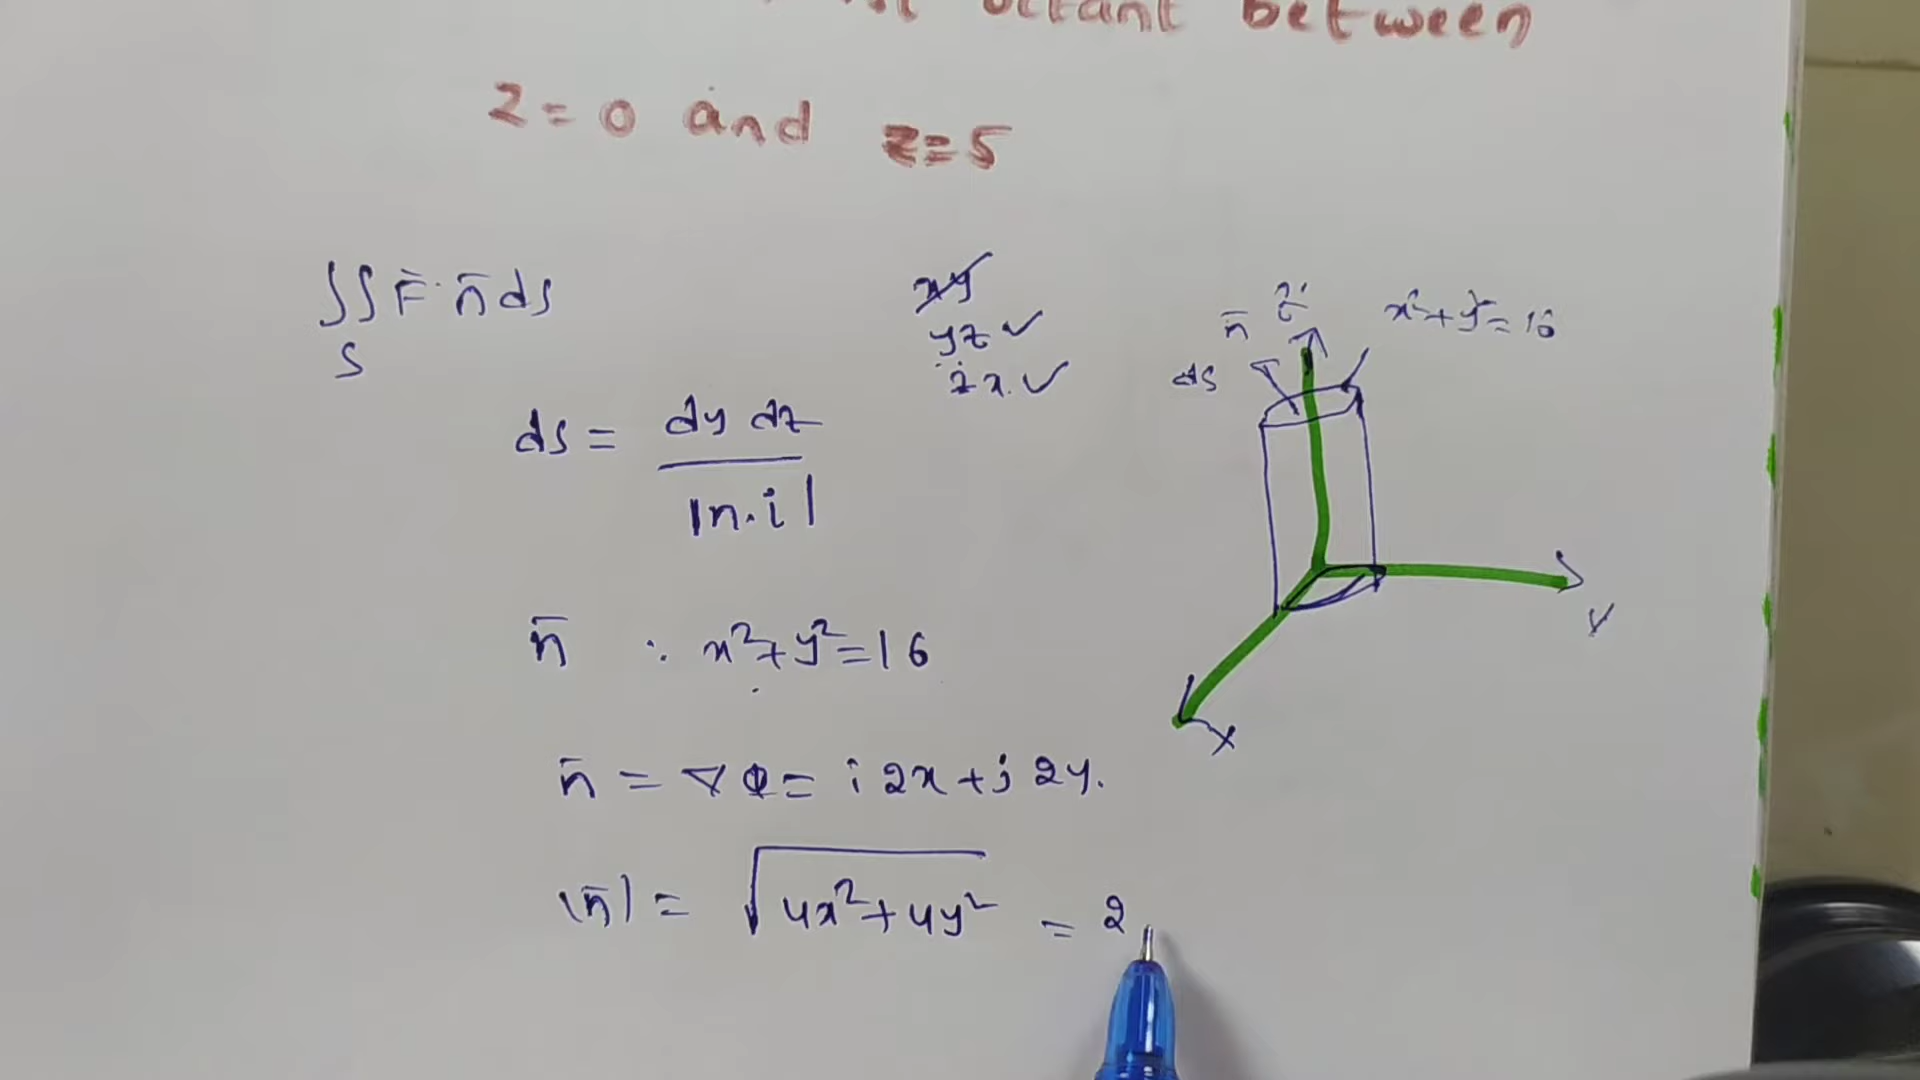 octant between
z=0 and z=5
∫∫ F̄·n̄ ds
S
xy
yz ✓
zx. ✓
ds = dy dz / |n.i|
n̄ : x²+y²=16
n̄ = ∇Φ = i 2x + j 2y.
|n̄| = √4x²+4y² = 2
n̄ z
x²+y²=16
ds
y
x